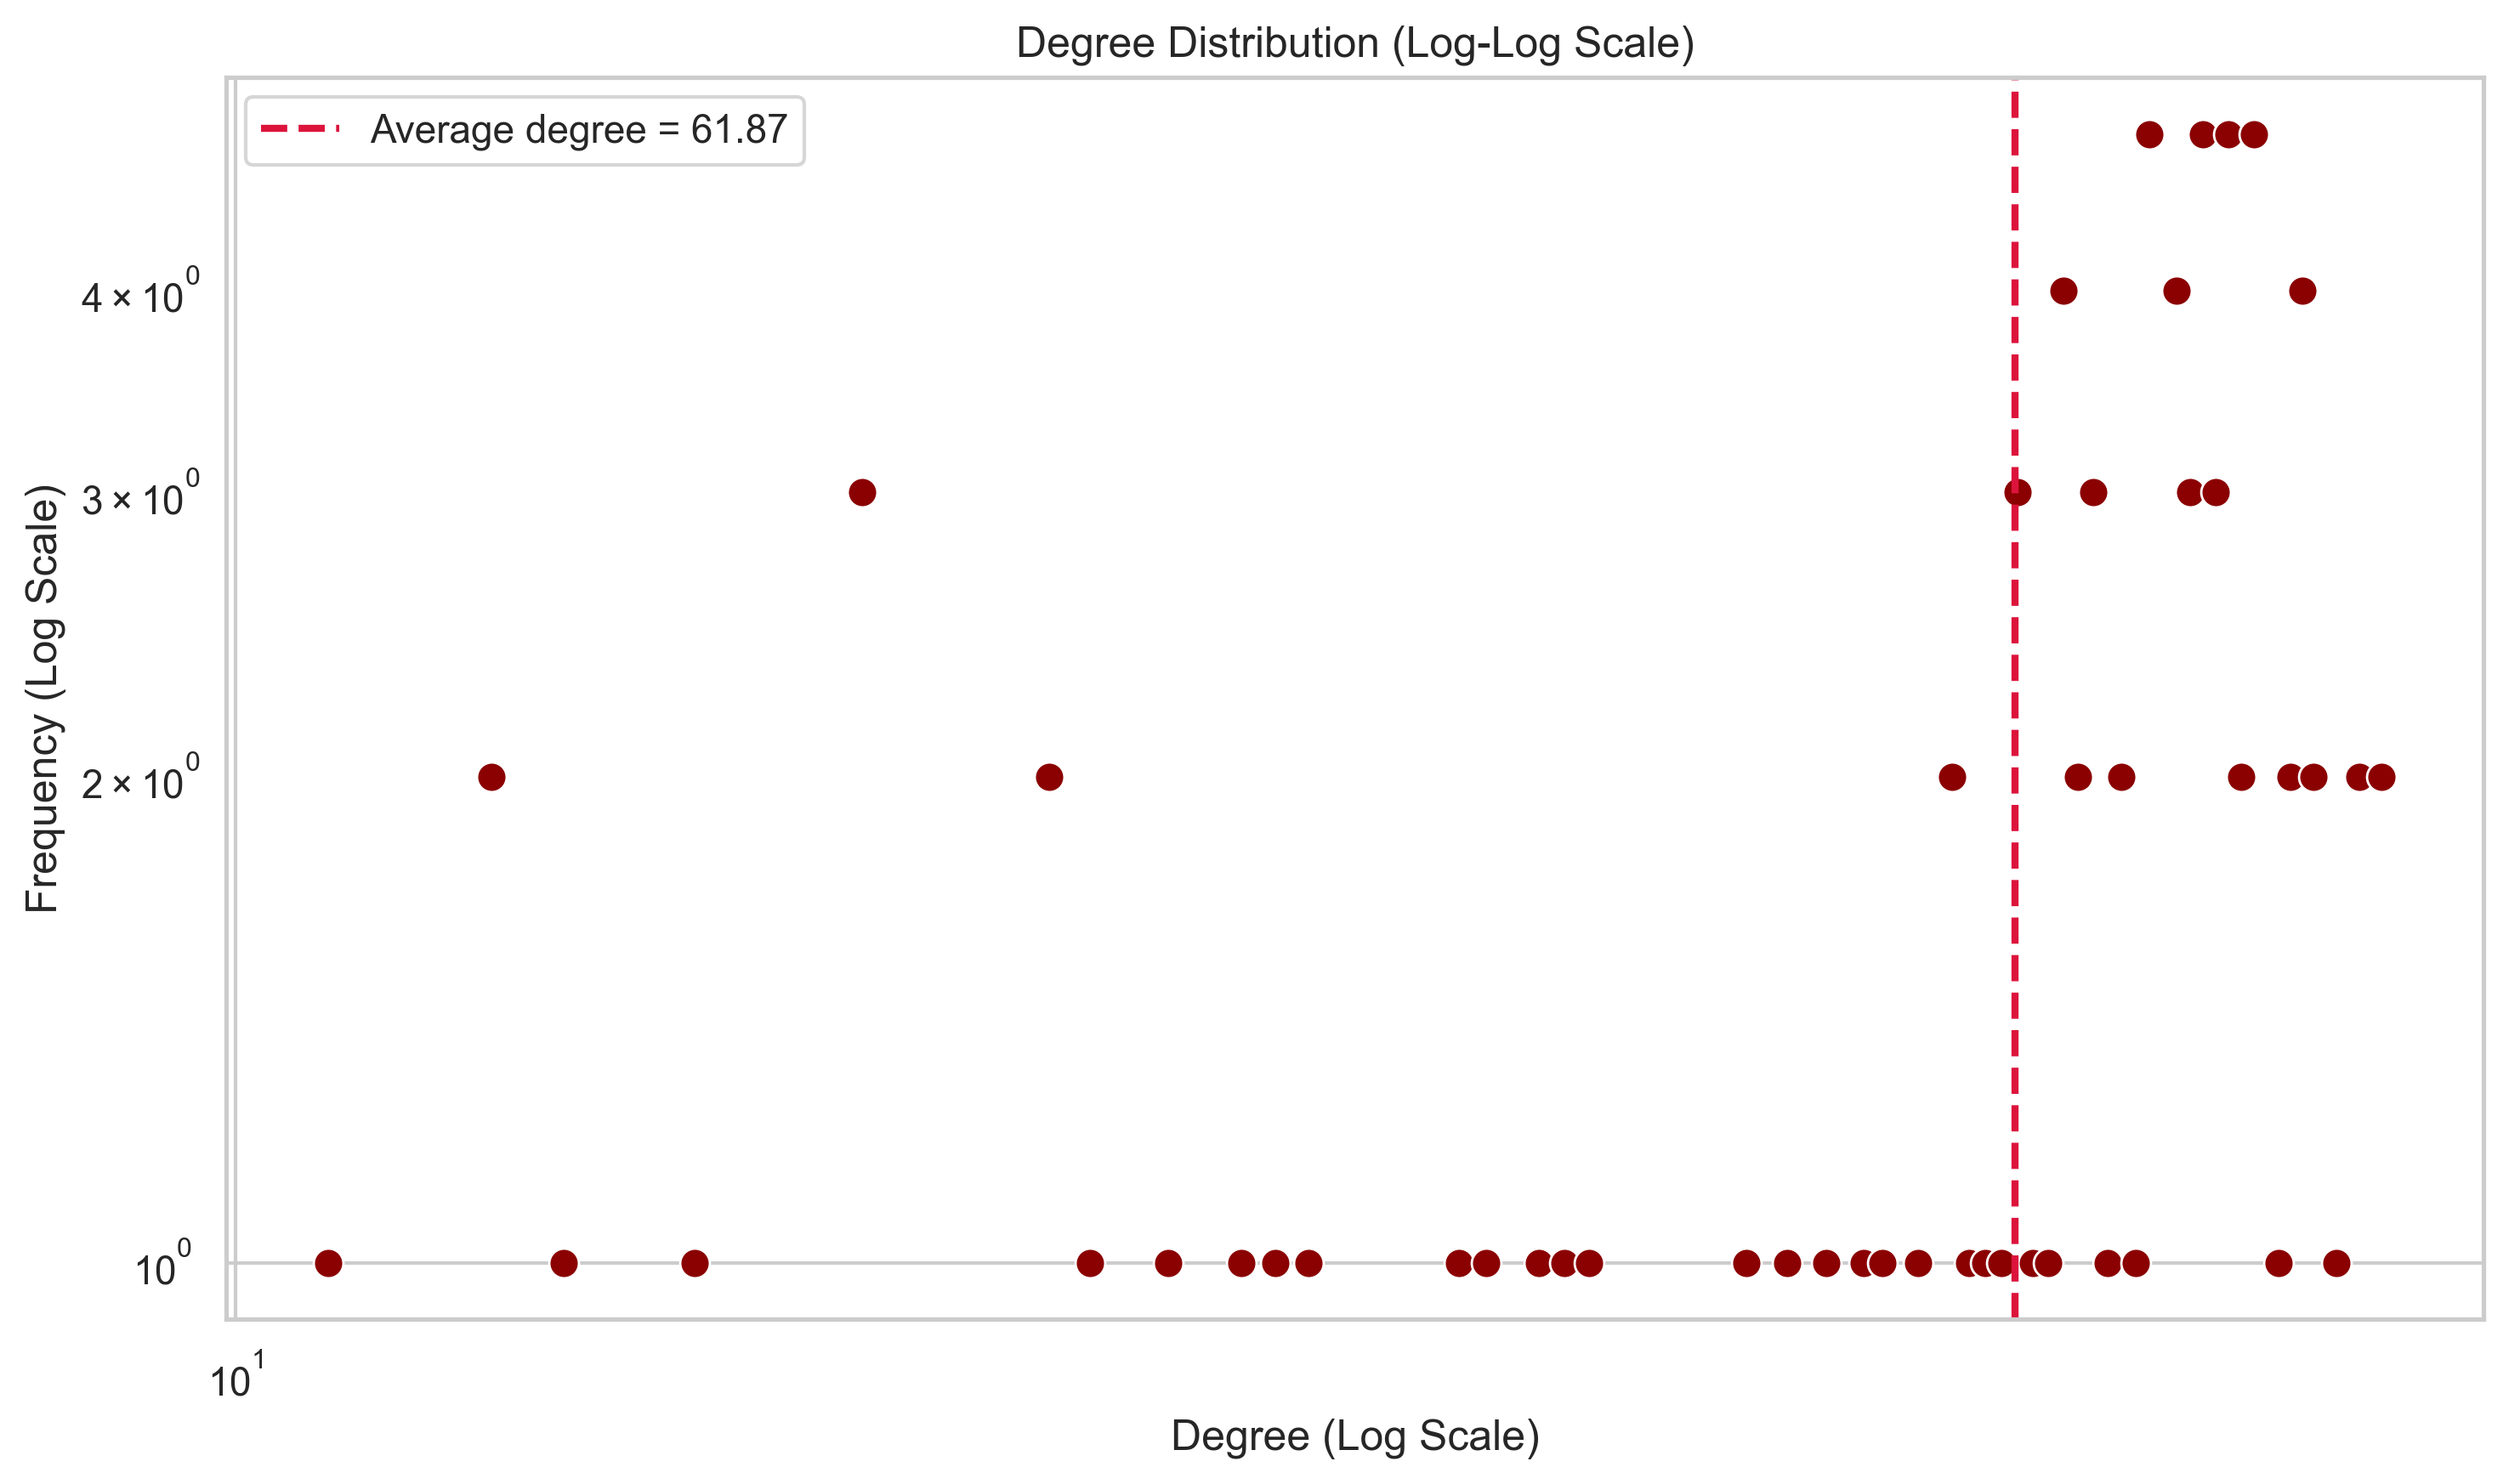 Degree Distribution (Log-Log Scale)
Average degree = 61.87
4 × 10⁰
3 × 10⁰
2 × 10⁰
10⁰
Frequency (Log Scale)
10¹
Degree (Log Scale)